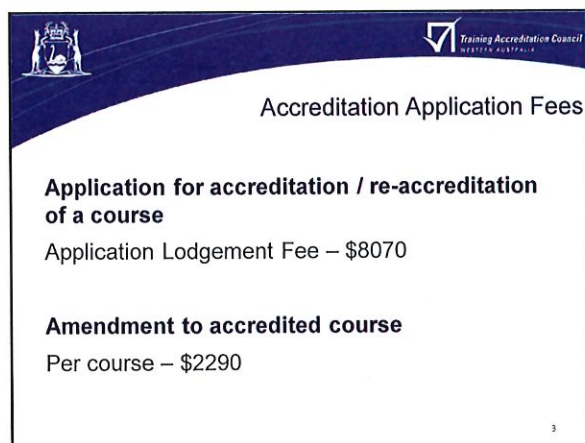 Training Accreditation Council
WESTERN AUSTRALIA
Accreditation Application Fees
Application for accreditation / re-accreditation
of a course
Application Lodgement Fee – $8070
Amendment to accredited course
Per course – $2290
3